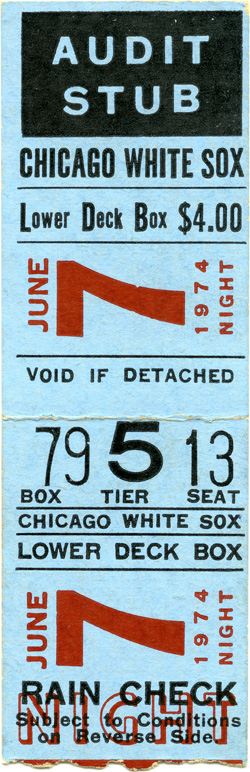 AUDIT
STUB
CHICAGO WHITE SOX
Lower Deck Box $4.00
JUNE 7 1974 NIGHT
VOID IF DETACHED
79 5 13
BOX TIER SEAT
CHICAGO WHITE SOX
LOWER DECK BOX
JUNE 7 1974
NIGHT
RAIN CHECK
Subject to Conditions
on Reverse Side